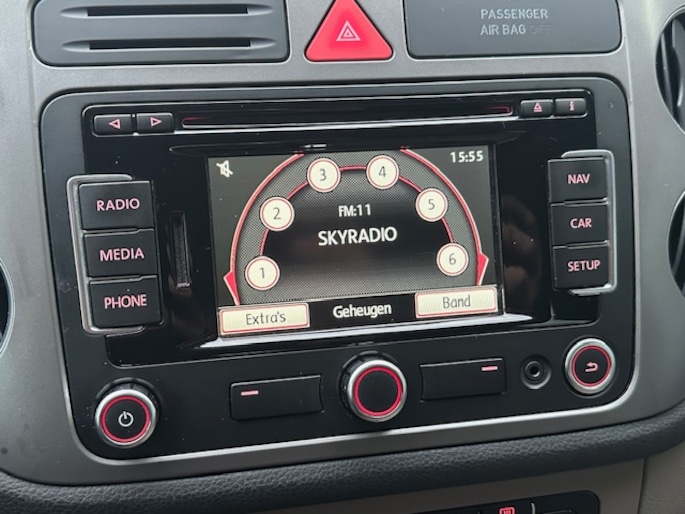 PASSENGER
AIR BAG OFF
RADIO
MEDIA
PHONE
15:55
1
2
3
4
5
6
FM:11
SKYRADIO
Extra's
Geheugen
Band
NAV
CAR
SETUP
i